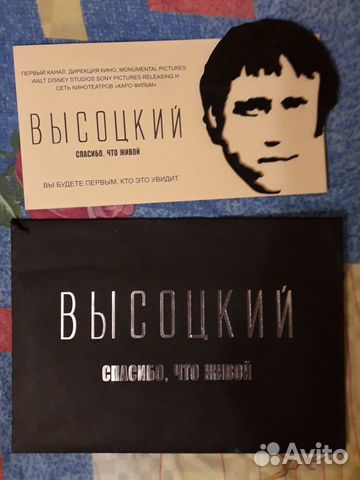 ПЕРВЫЙ КАНАЛ, ДИРЕКЦИЯ КИНО, MONUMENTAL PICTURES,
WALT DISNEY STUDIOS SONY PICTURES RELEASING И
СЕТЬ КИНОТЕАТРОВ «КАРО ФИЛЬМ»
ВЫСОЦКИЙ
СПАСИБО, ЧТО ЖИВОЙ
ВЫ БУДЕТЕ ПЕРВЫМ, КТО ЭТО УВИДИТ
ВЫСОЦКИЙ
СПАСИБО, ЧТО ЖИВОЙ
Avito